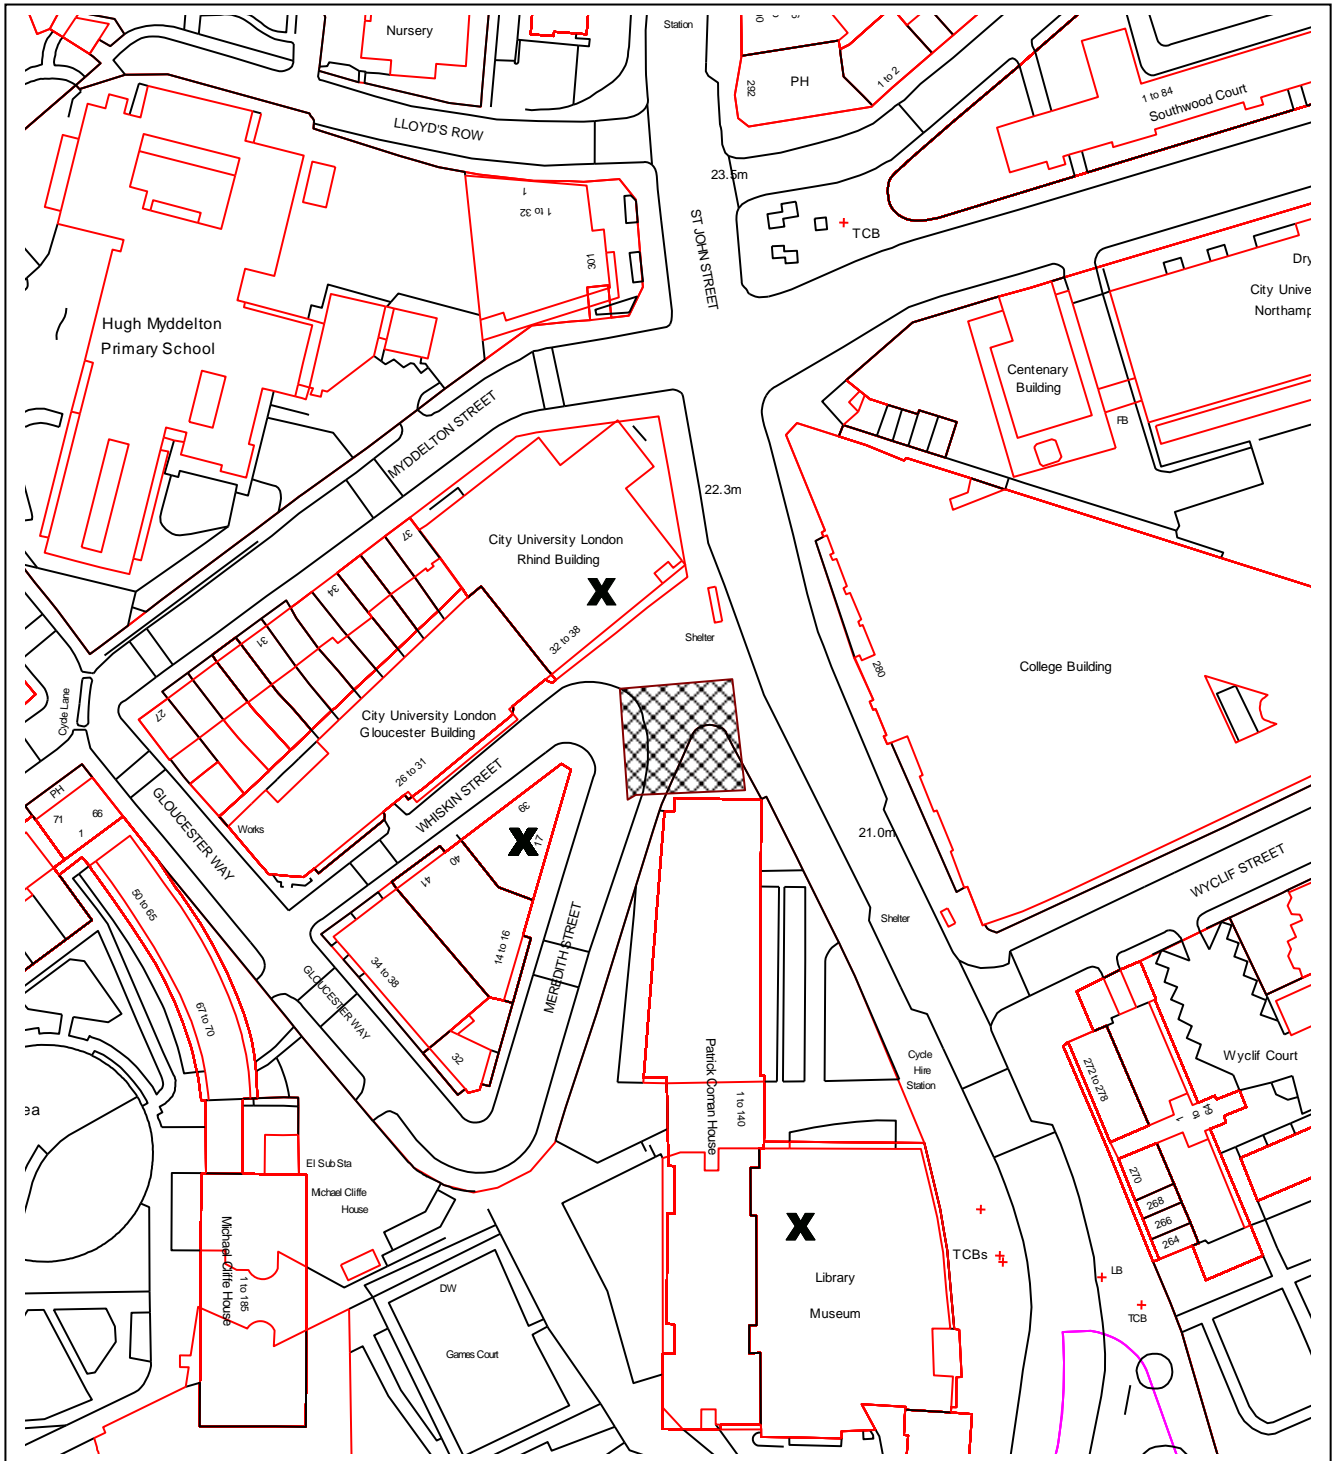 Station
Nursery
292
PH
1 to 2
1 to 84
Southwood Court
LLOYD'S ROW
23.5m
1
1 to 32
301
ST JOHN STREET
TCB
Dry
City Unive
Northamp
Hugh Myddelton
Primary School
Centenary
Building
FB
MYDDELTON STREET
22.3m
37
City University London
Rhind Building
X
34
31
32 to 38
Shelter
280
College Building
Cycle Lane
27
City University London
Gloucester Building
26 to 31
PH
71
66
1
GLOUCESTER WAY
Works
WHISKIN STREET
39
17
X
40
41
21.0m
WYCLIF STREET
50 to 65
Shelter
14 to 16
MEREDITH STREET
34 to 38
GLOUCESTER WAY
67 to 70
32
Patrick Coman House
1 to 140
Cycle
Hire
Station
272 to 278
Wyclif Court
64
to
1
ea
El Sub Sta
Michael Cliffe
House
270
268
266
264
Michael Cliffe House
1 to 185
X
TCBs
Library
Museum
LB
TCB
DW
Games Court